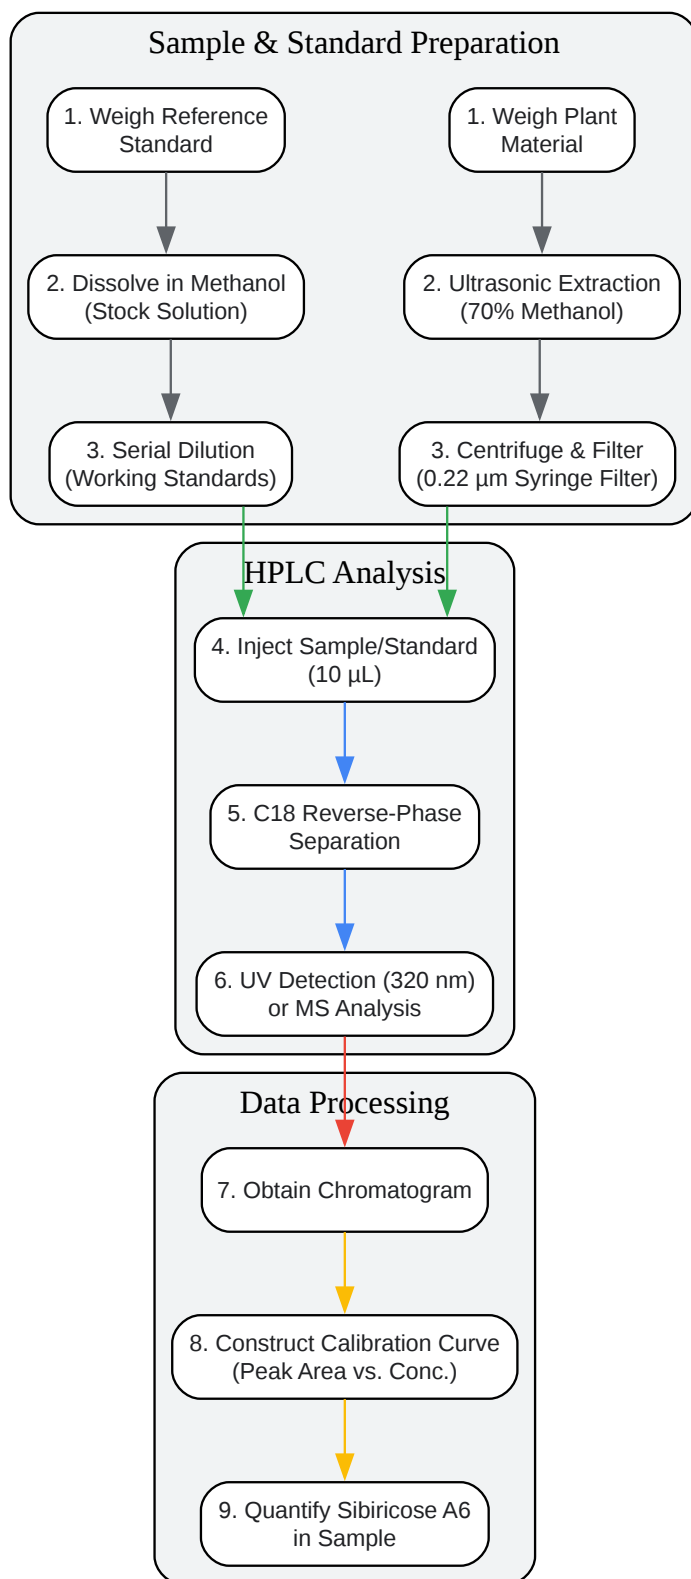 Sample & Standard Preparation
1. Weigh Reference
Standard
1. Weigh Plant
Material
2. Dissolve in Methanol
(Stock Solution)
2. Ultrasonic Extraction
(70% Methanol)
3. Serial Dilution
(Working Standards)
3. Centrifuge & Filter
(0.22 µm Syringe Filter)
HPLC Analysis
4. Inject Sample/Standard
(10 µL)
5. C18 Reverse-Phase
Separation
6. UV Detection (320 nm)
or MS Analysis
Data Processing
7. Obtain Chromatogram
8. Construct Calibration Curve
(Peak Area vs. Conc.)
9. Quantify Sibiricose A6
in Sample